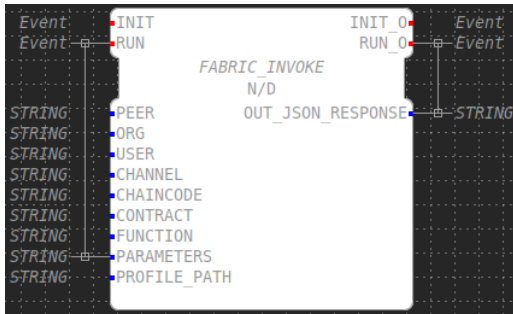 Event INIT INIT_O Event
Event RUN RUN_O Event
FABRIC_INVOKE
N/D
STRING PEER OUT_JSON_RESPONSE STRING
STRING ORG
STRING USER
STRING CHANNEL
STRING CHAINCODE
STRING CONTRACT
STRING FUNCTION
STRING PARAMETERS
STRING PROFILE_PATH